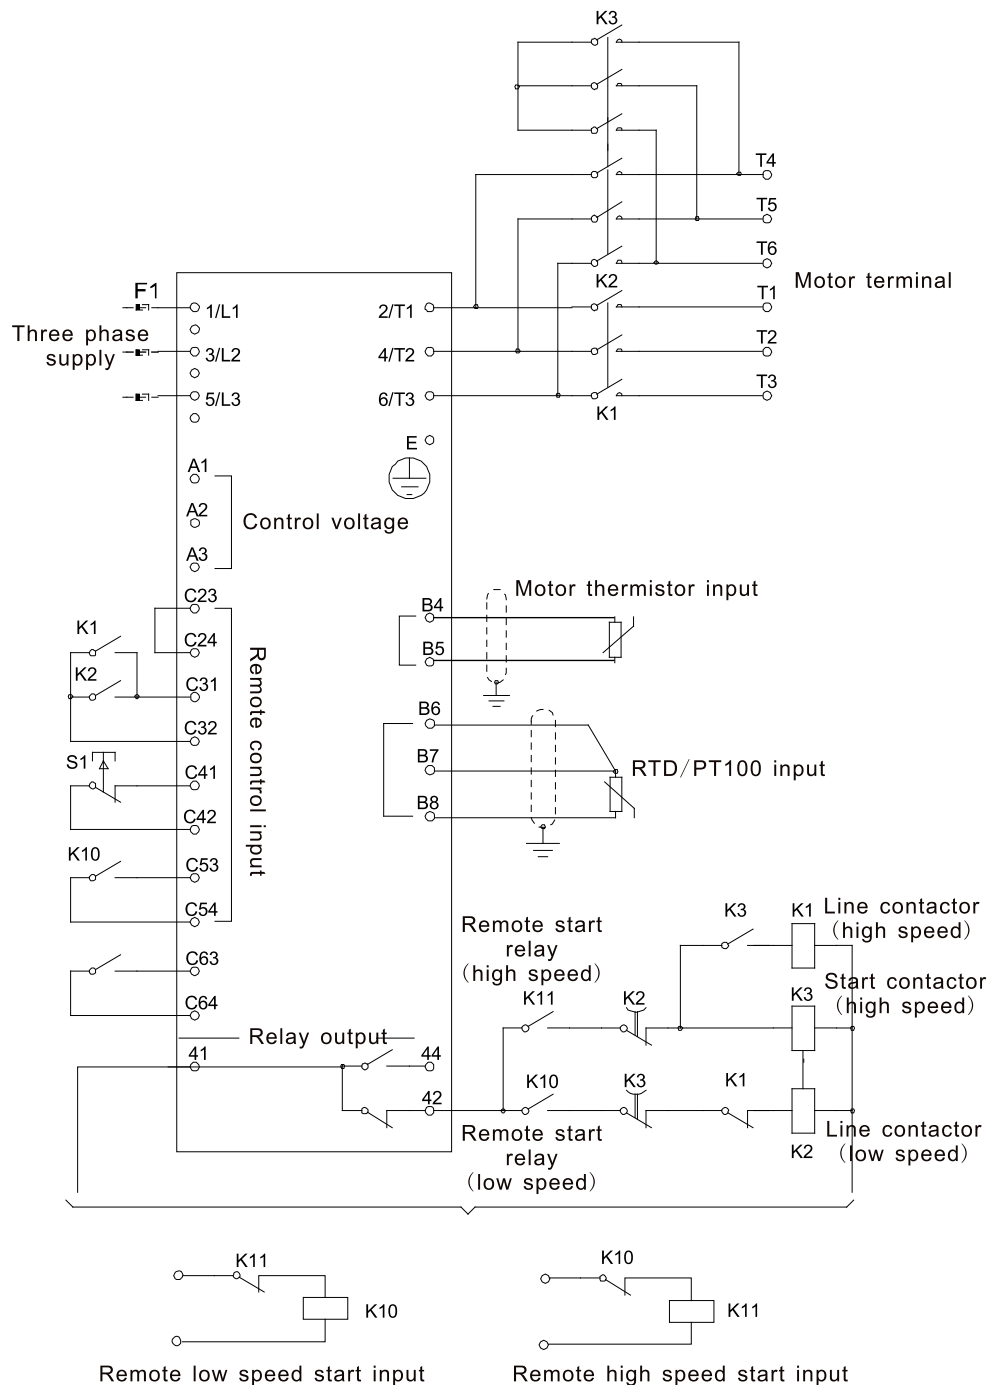 K3
T4
T5
T6
K2
Motor terminal
F1
1/L1
2/T1
T1
Three phase
supply
3/L2
4/T2
T2
5/L3
6/T3
K1
T3
E
A1
A2
Control voltage
A3
C23
Motor thermistor input
B4
K1
C24
B5
K2
C31
B6
C32
Remote control input
S1
C41
B7
RTD/PT100 input
C42
B8
K10
C53
C54
Remote start
relay
(high speed)
K3
K1
Line contactor
(high speed)
C63
C64
K11
K2
K3
Start contactor
(high speed)
Relay output
41
44
42
K10
K3
K1
K2
Line contactor
(low speed)
Remote start
relay
(low speed)
K11
K10
Remote low speed start input
K10
K11
Remote high speed start input